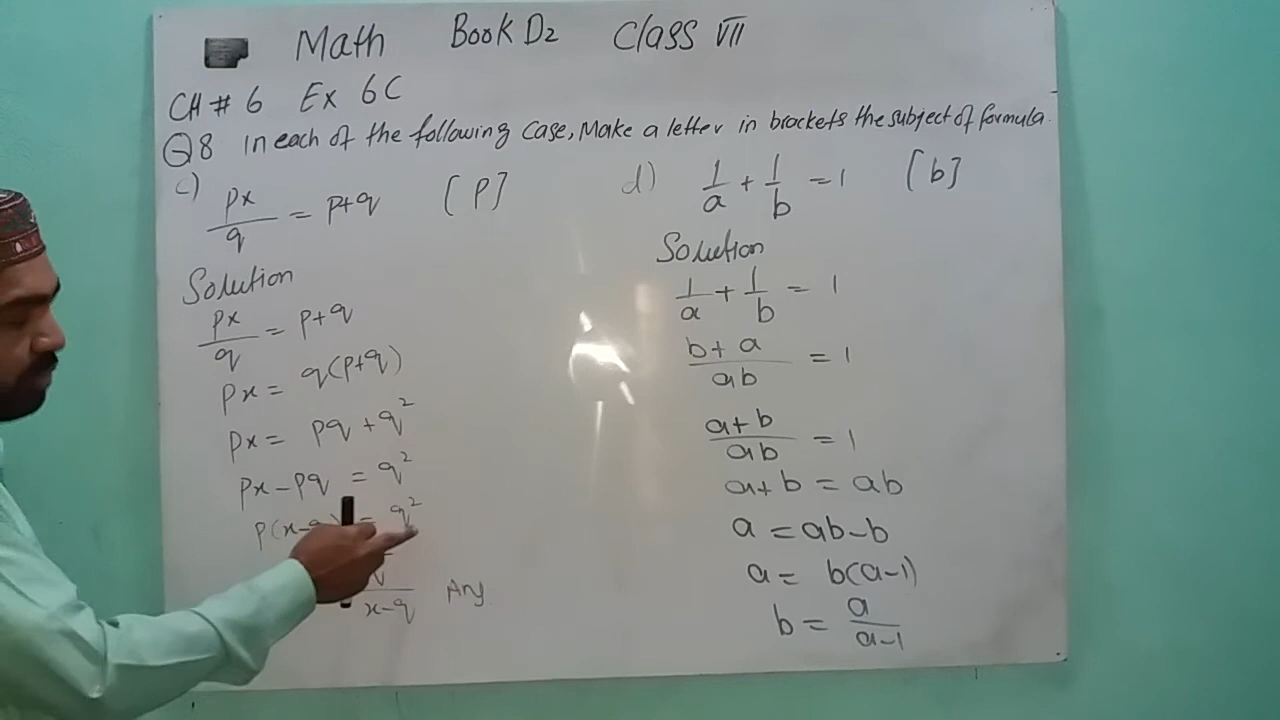 Math Book D2 Class VII
CH # 6 Ex 6C
Q8 In each of the following case, Make a letter in brackets the subject of formula.
c) px/q = p+q [P]
Solution
px/q = p+q
px = q(p+q)
px = pq + q²
px - pq = q²
p(x-q) = q²
x-q Ans
d) 1/a + 1/b = 1 [b]
Solution
1/a + 1/b = 1
b+a/ab = 1
a+b/ab = 1
a+b = ab
a = ab-b
a = b(a-1)
b = a/a-1